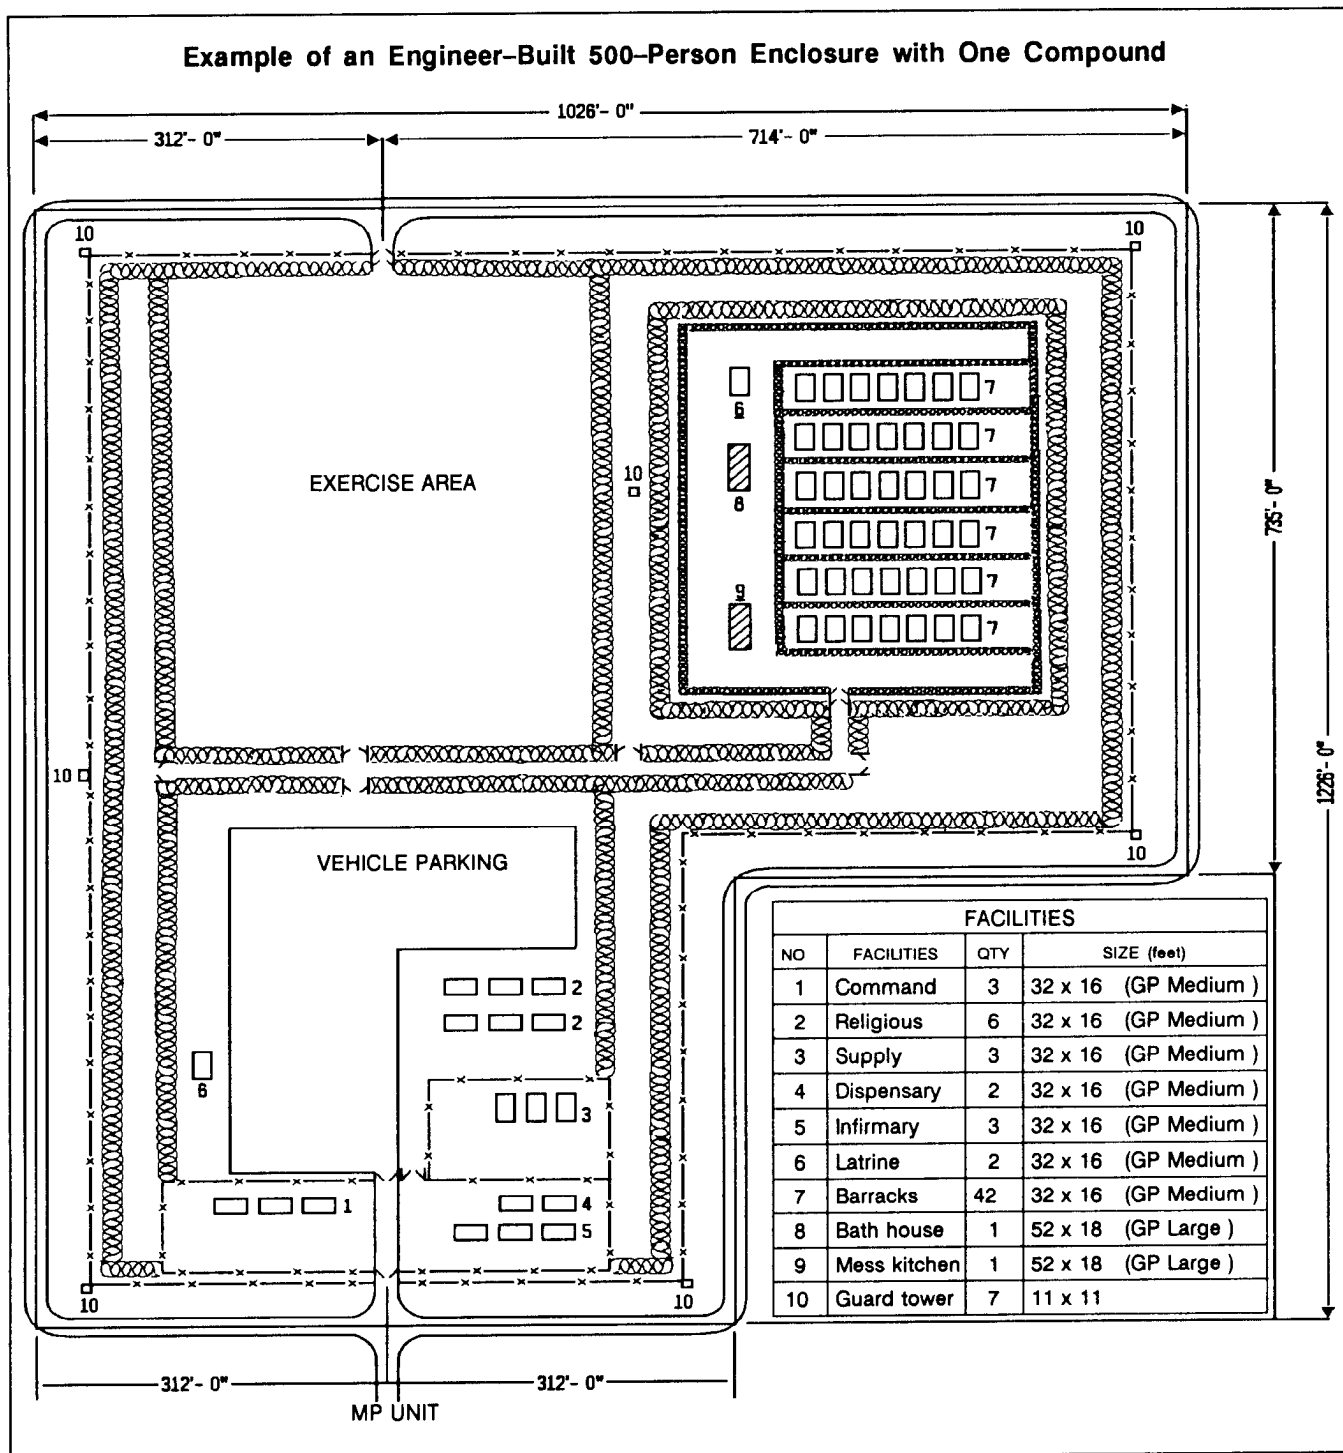 Example of an Engineer–Built 500–Person Enclosure with One Compound
1026'- 0"
312'- 0" 714'- 0"
10 10
6 7
7
EXERCISE AREA 10 8 7
7
9 7
7
735'- 0"
1226'- 0"
10
10
VEHICLE PARKING
2
2
6
3
1 4
5
10 10
FACILITIES
NO FACILITIES QTY SIZE (feet)
1 Command 3 32 x 16 (GP Medium )
2 Religious 6 32 x 16 (GP Medium )
3 Supply 3 32 x 16 (GP Medium )
4 Dispensary 2 32 x 16 (GP Medium )
5 Infirmary 3 32 x 16 (GP Medium )
6 Latrine 2 32 x 16 (GP Medium )
7 Barracks 42 32 x 16 (GP Medium )
8 Bath house 1 52 x 18 (GP Large )
9 Mess kitchen 1 52 x 18 (GP Large )
10 Guard tower 7 11 x 11
312'- 0" 312'- 0"
MP UNIT